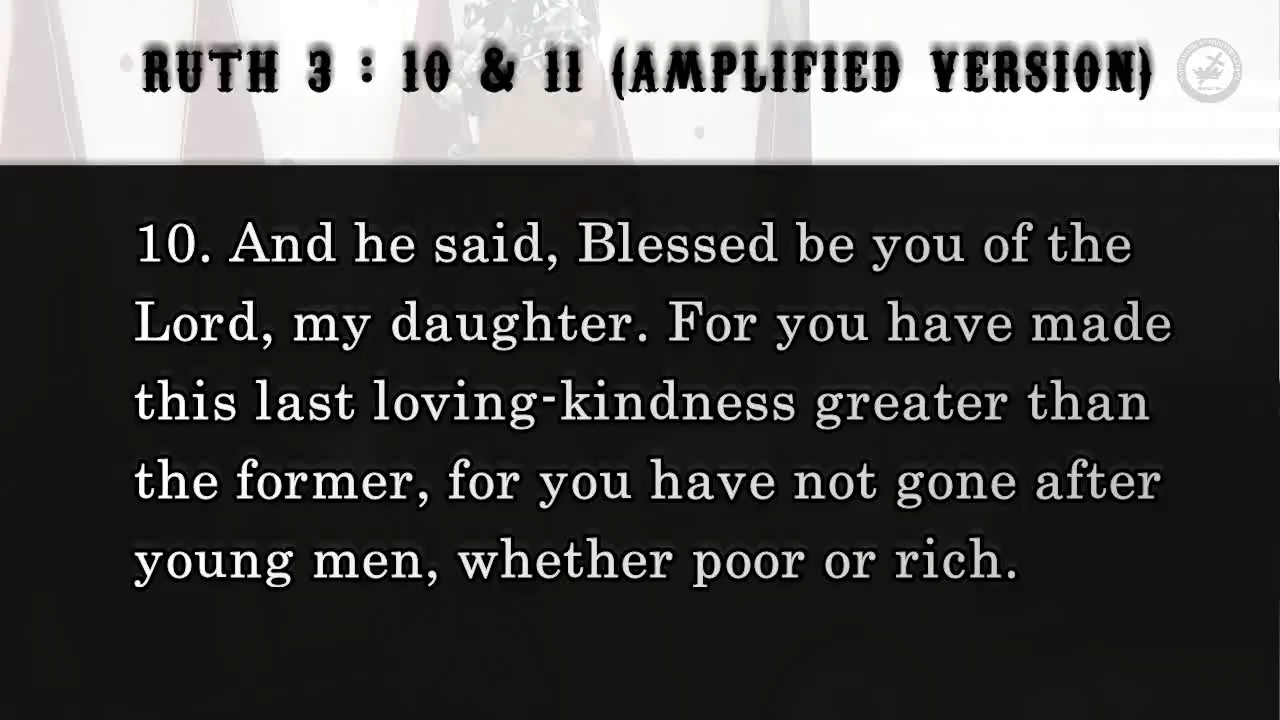 RUTH 3 : 10 & 11 (AMPLIFIED VERSION)
10. And he said, Blessed be you of the
Lord, my daughter. For you have made
this last loving-kindness greater than
the former, for you have not gone after
young men, whether poor or rich.